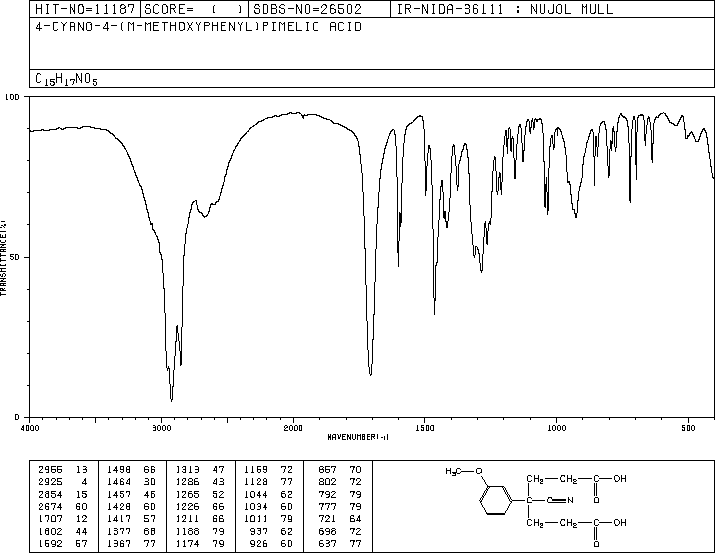 HIT-NO=11187 SCORE= ( ) SDBS-NO=26502 IR-NIDA-36111 : NUJOL MULL
4-CYANO-4-(M-METHOXYPHENYL)PIMELIC ACID
C15H17NO5
100
50
0
TRANSMITTANCE(%)
4000 3000 2000 1500 1000 500
WAVENUMBER(-1)
2956 13 1498 66 1313 47 1159 72 857 70
2925 4 1464 30 1286 43 1128 77 802 72
2854 15 1457 46 1265 52 1044 62 792 79
2674 60 1428 60 1226 66 1034 60 777 79
1707 12 1417 57 1211 66 1011 79 721 64
1602 44 1377 68 1188 79 937 62 698 72
1592 57 1367 77 1174 79 926 60 637 77
H3C O CH2 CH2 C OH
O
C N
CH2 CH2 C OH
O